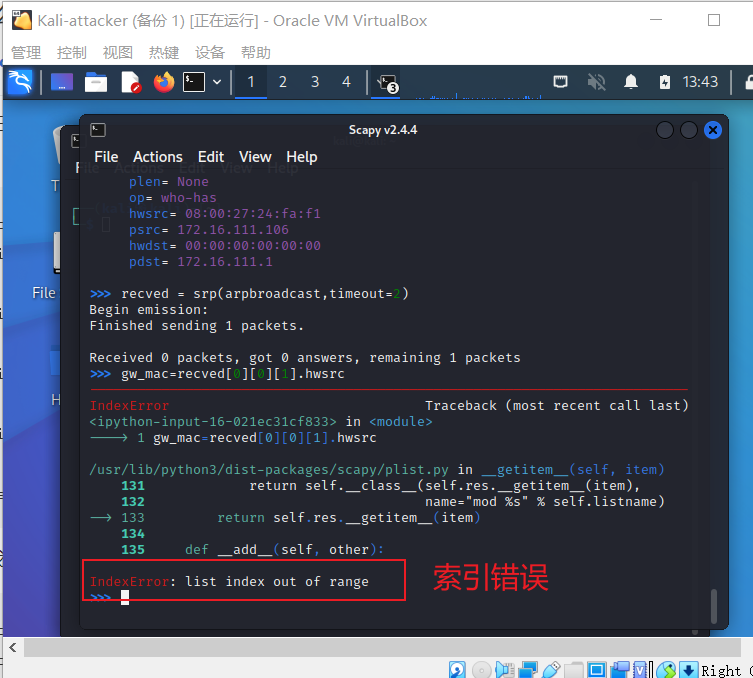 Kali-attacker (备份 1) [正在运行] - Oracle VM VirtualBox
管理 控制 视图 热键 设备 帮助
1 2 3 4 3 13:43
Scapy v2.4.4
File Actions Edit View Help
plen= None
op= who-has
hwsrc= 08:00:27:24:fa:f1
psrc= 172.16.111.106
hwdst= 00:00:00:00:00:00
pdst= 172.16.111.1
File
>>> recved = srp(arpbroadcast,timeout=2)
Begin emission:
Finished sending 1 packets.
Received 0 packets, got 0 answers, remaining 1 packets
>>> gw_mac=recved[0][0][1].hwsrc
IndexError Traceback (most recent call last)
<ipython-input-16-021ec31cf833> in <module>
----> 1 gw_mac=recved[0][0][1].hwsrc
/usr/lib/python3/dist-packages/scapy/plist.py in __getitem__(self, item)
131 return self.__class__(self.res.__getitem__(item),
132 name="mod %s" % self.listname)
--> 133 return self.res.__getitem__(item)
134
135 def __add__(self, other):
IndexError: list index out of range
索引错误
>>>
Right